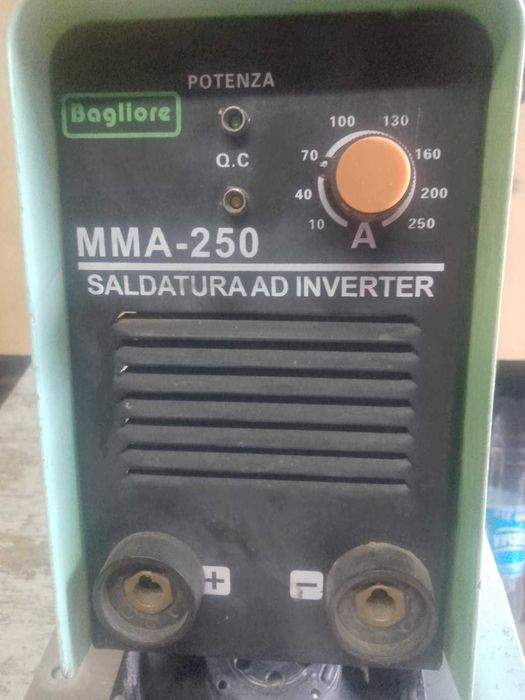 POTENZA
Bagliore
Q.C
100 130
70 160
40 200
10 A 250
MMA-250
SALDATURA AD INVERTER
+ −